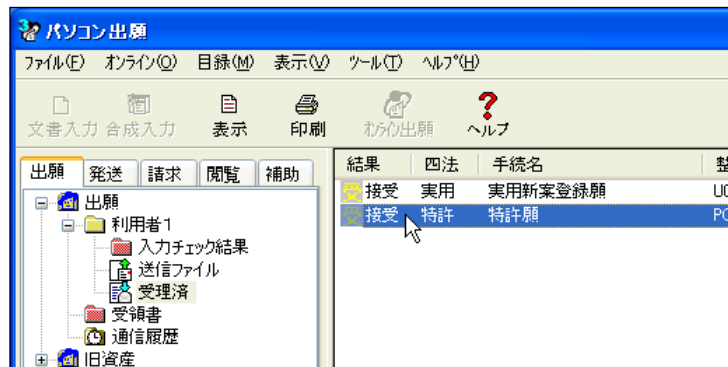 パソコン出願
ファイル(F) オンライン(O) 目録(M) 表示(V) ツール(T) ヘルプ(H)
文書入力 合成入力 表示 印刷 オンライン出願 ヘルプ
出願 発送 請求 閲覧 補助
結果 四法 手続名 整
受 接受 実用 実用新案登録願 U0
受 接受 特許 特許願 PO
出願
利用者1
入力チェック結果
送信ファイル
受理済
受領書
通信履歴
旧資産